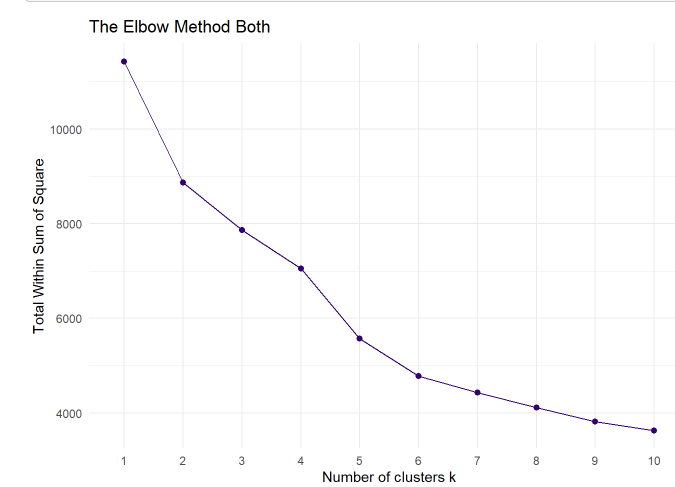 The Elbow Method Both
Total Within Sum of Square
10000
8000
6000
4000
1 2 3 4 5 6 7 8 9 10
Number of clusters k